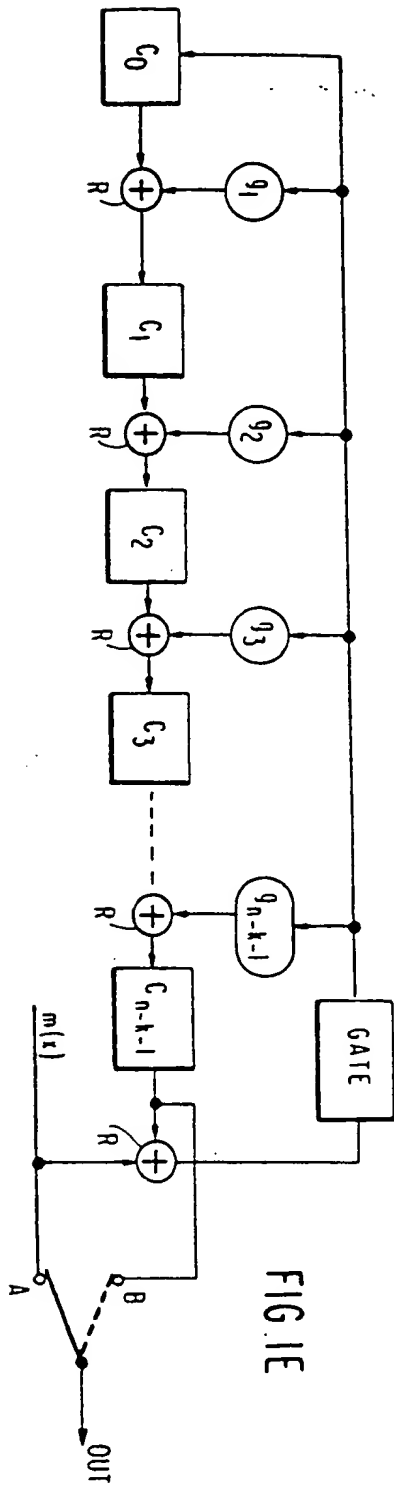 g₁
g₂
g₃
gₙ₋ₖ₋₁
GATE
C₀
R
C₁
R
C₂
R
C₃
R
Cₙ₋ₖ₋₁
R
m(x)
A
B
OUT
FIG.1E